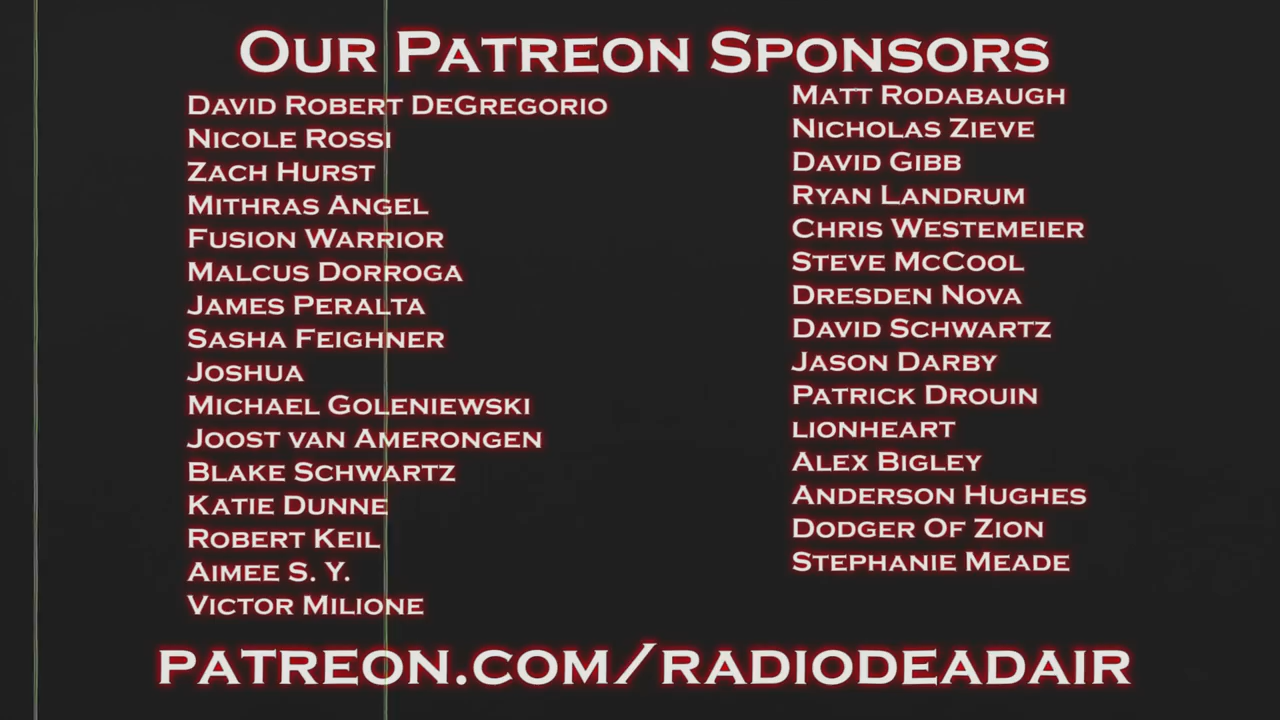 Our Patreon Sponsors
David Robert DeGregorio
Nicole Rossi
Zach Hurst
Mithras Angel
Fusion Warrior
Malcus Dorroga
James Peralta
Sasha Feighner
Joshua
Michael Goleniewski
Joost van Amerongen
Blake Schwartz
Katie Dunne
Robert Keil
Aimee S. Y.
Victor Milione
Matt Rodabaugh
Nicholas Zieve
David Gibb
Ryan Landrum
Chris Westemeier
Steve McCool
Dresden Nova
David Schwartz
Jason Darby
Patrick Drouin
lionheart
Alex Bigley
Anderson Hughes
Dodger Of Zion
Stephanie Meade
patreon.com/radiodeadair